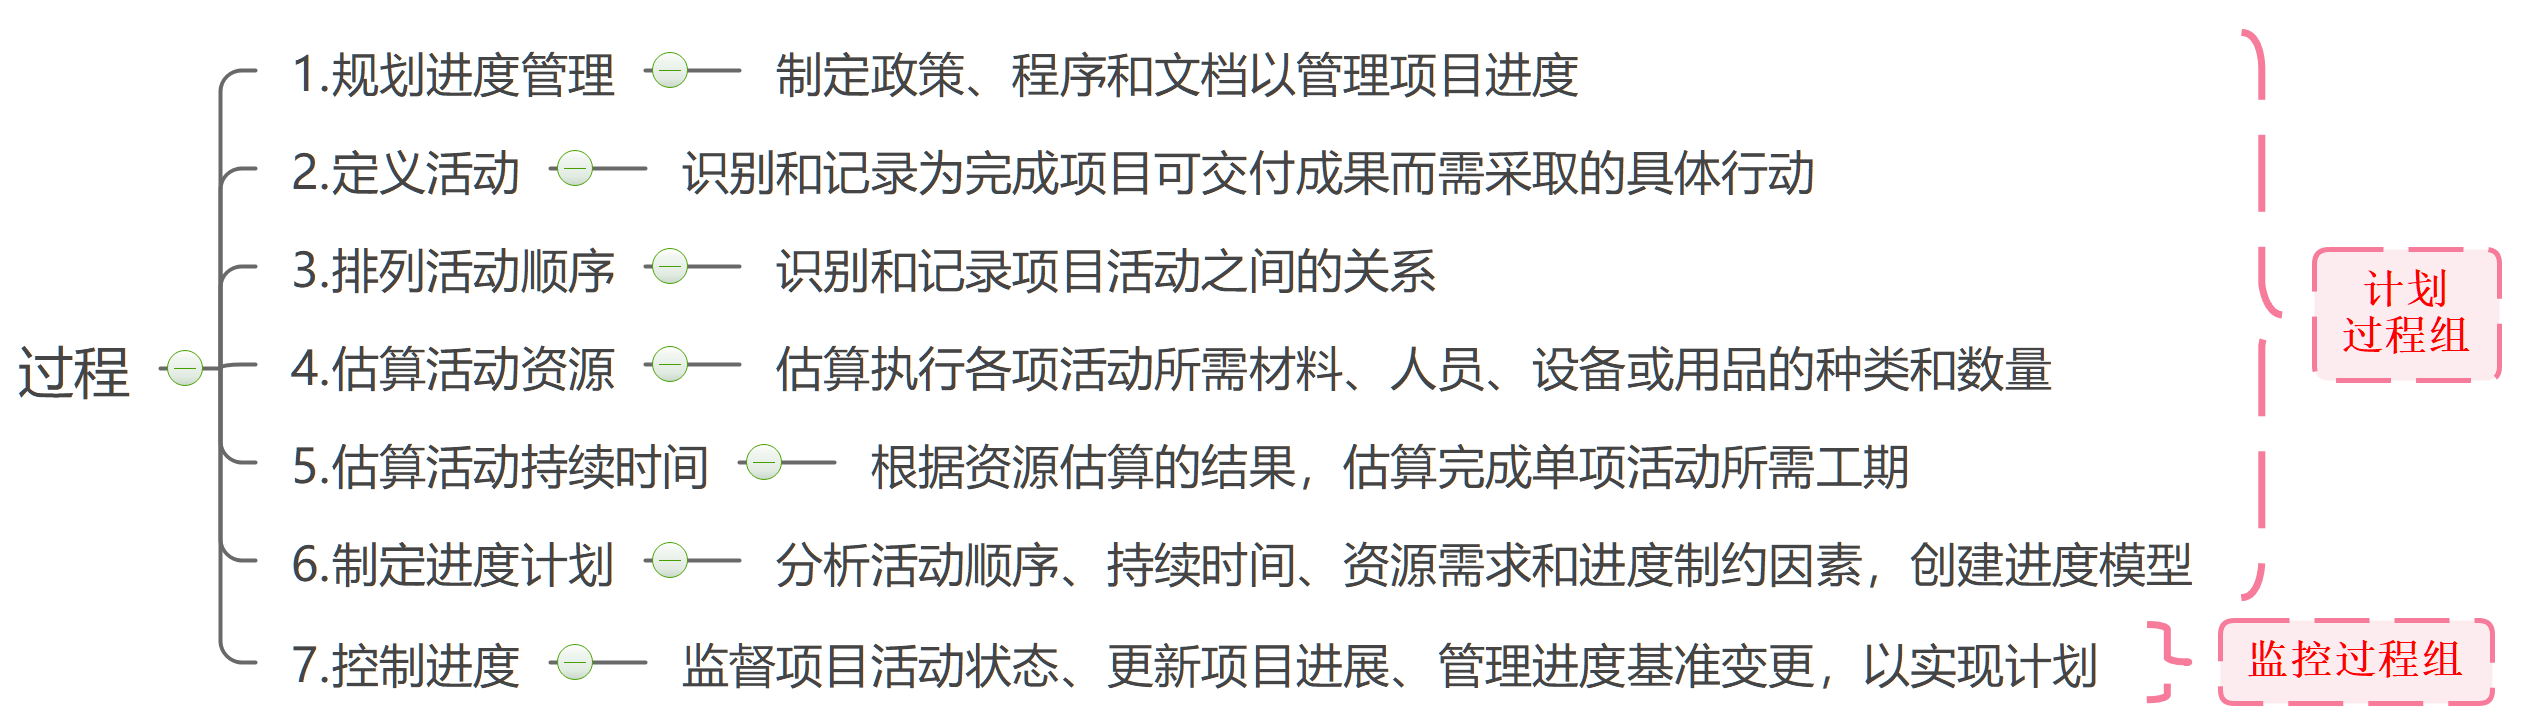 过程
1.规划进度管理 制定政策、程序和文档以管理项目进度
2.定义活动 识别和记录为完成项目可交付成果而需采取的具体行动
3.排列活动顺序 识别和记录项目活动之间的关系
4.估算活动资源 估算执行各项活动所需材料、人员、设备或用品的种类和数量
5.估算活动持续时间 根据资源估算的结果，估算完成单项活动所需工期
6.制定进度计划 分析活动顺序、持续时间、资源需求和进度制约因素，创建进度模型
7.控制进度 监督项目活动状态、更新项目进展、管理进度基准变更，以实现计划
计划
过程组
监控过程组